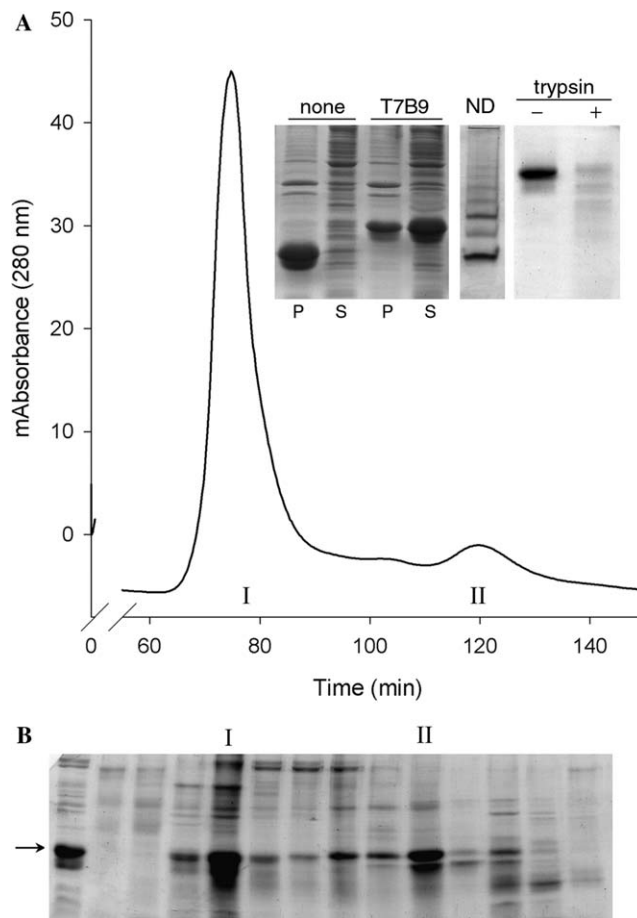 A
50
40
30
20
10
0
mAbsorbance (280 nm)
none T7B9 ND trypsin
− +
P S P S
I II
0 60 80 100 120 140
Time (min)
B
I II